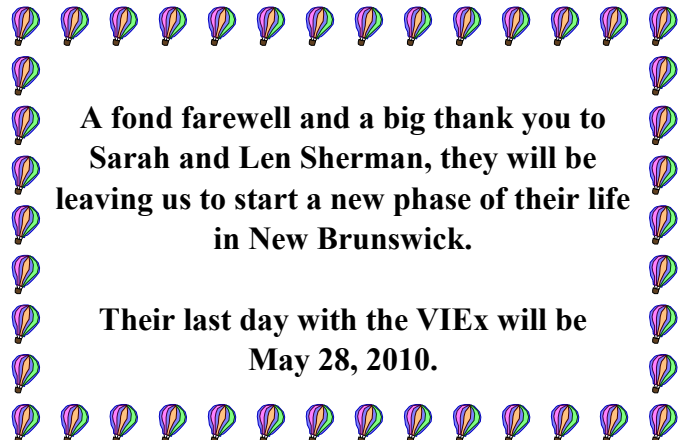 A fond farewell and a big thank you to
Sarah and Len Sherman, they will be
leaving us to start a new phase of their life
in New Brunswick.
Their last day with the VIEx will be
May 28, 2010.